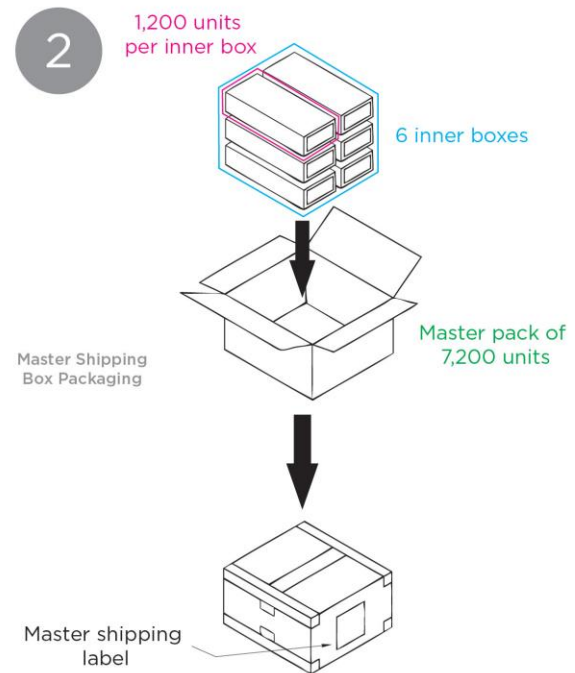 2
1,200 units
per inner box
6 inner boxes
Master pack of
7,200 units
Master Shipping
Box Packaging
Master shipping
label